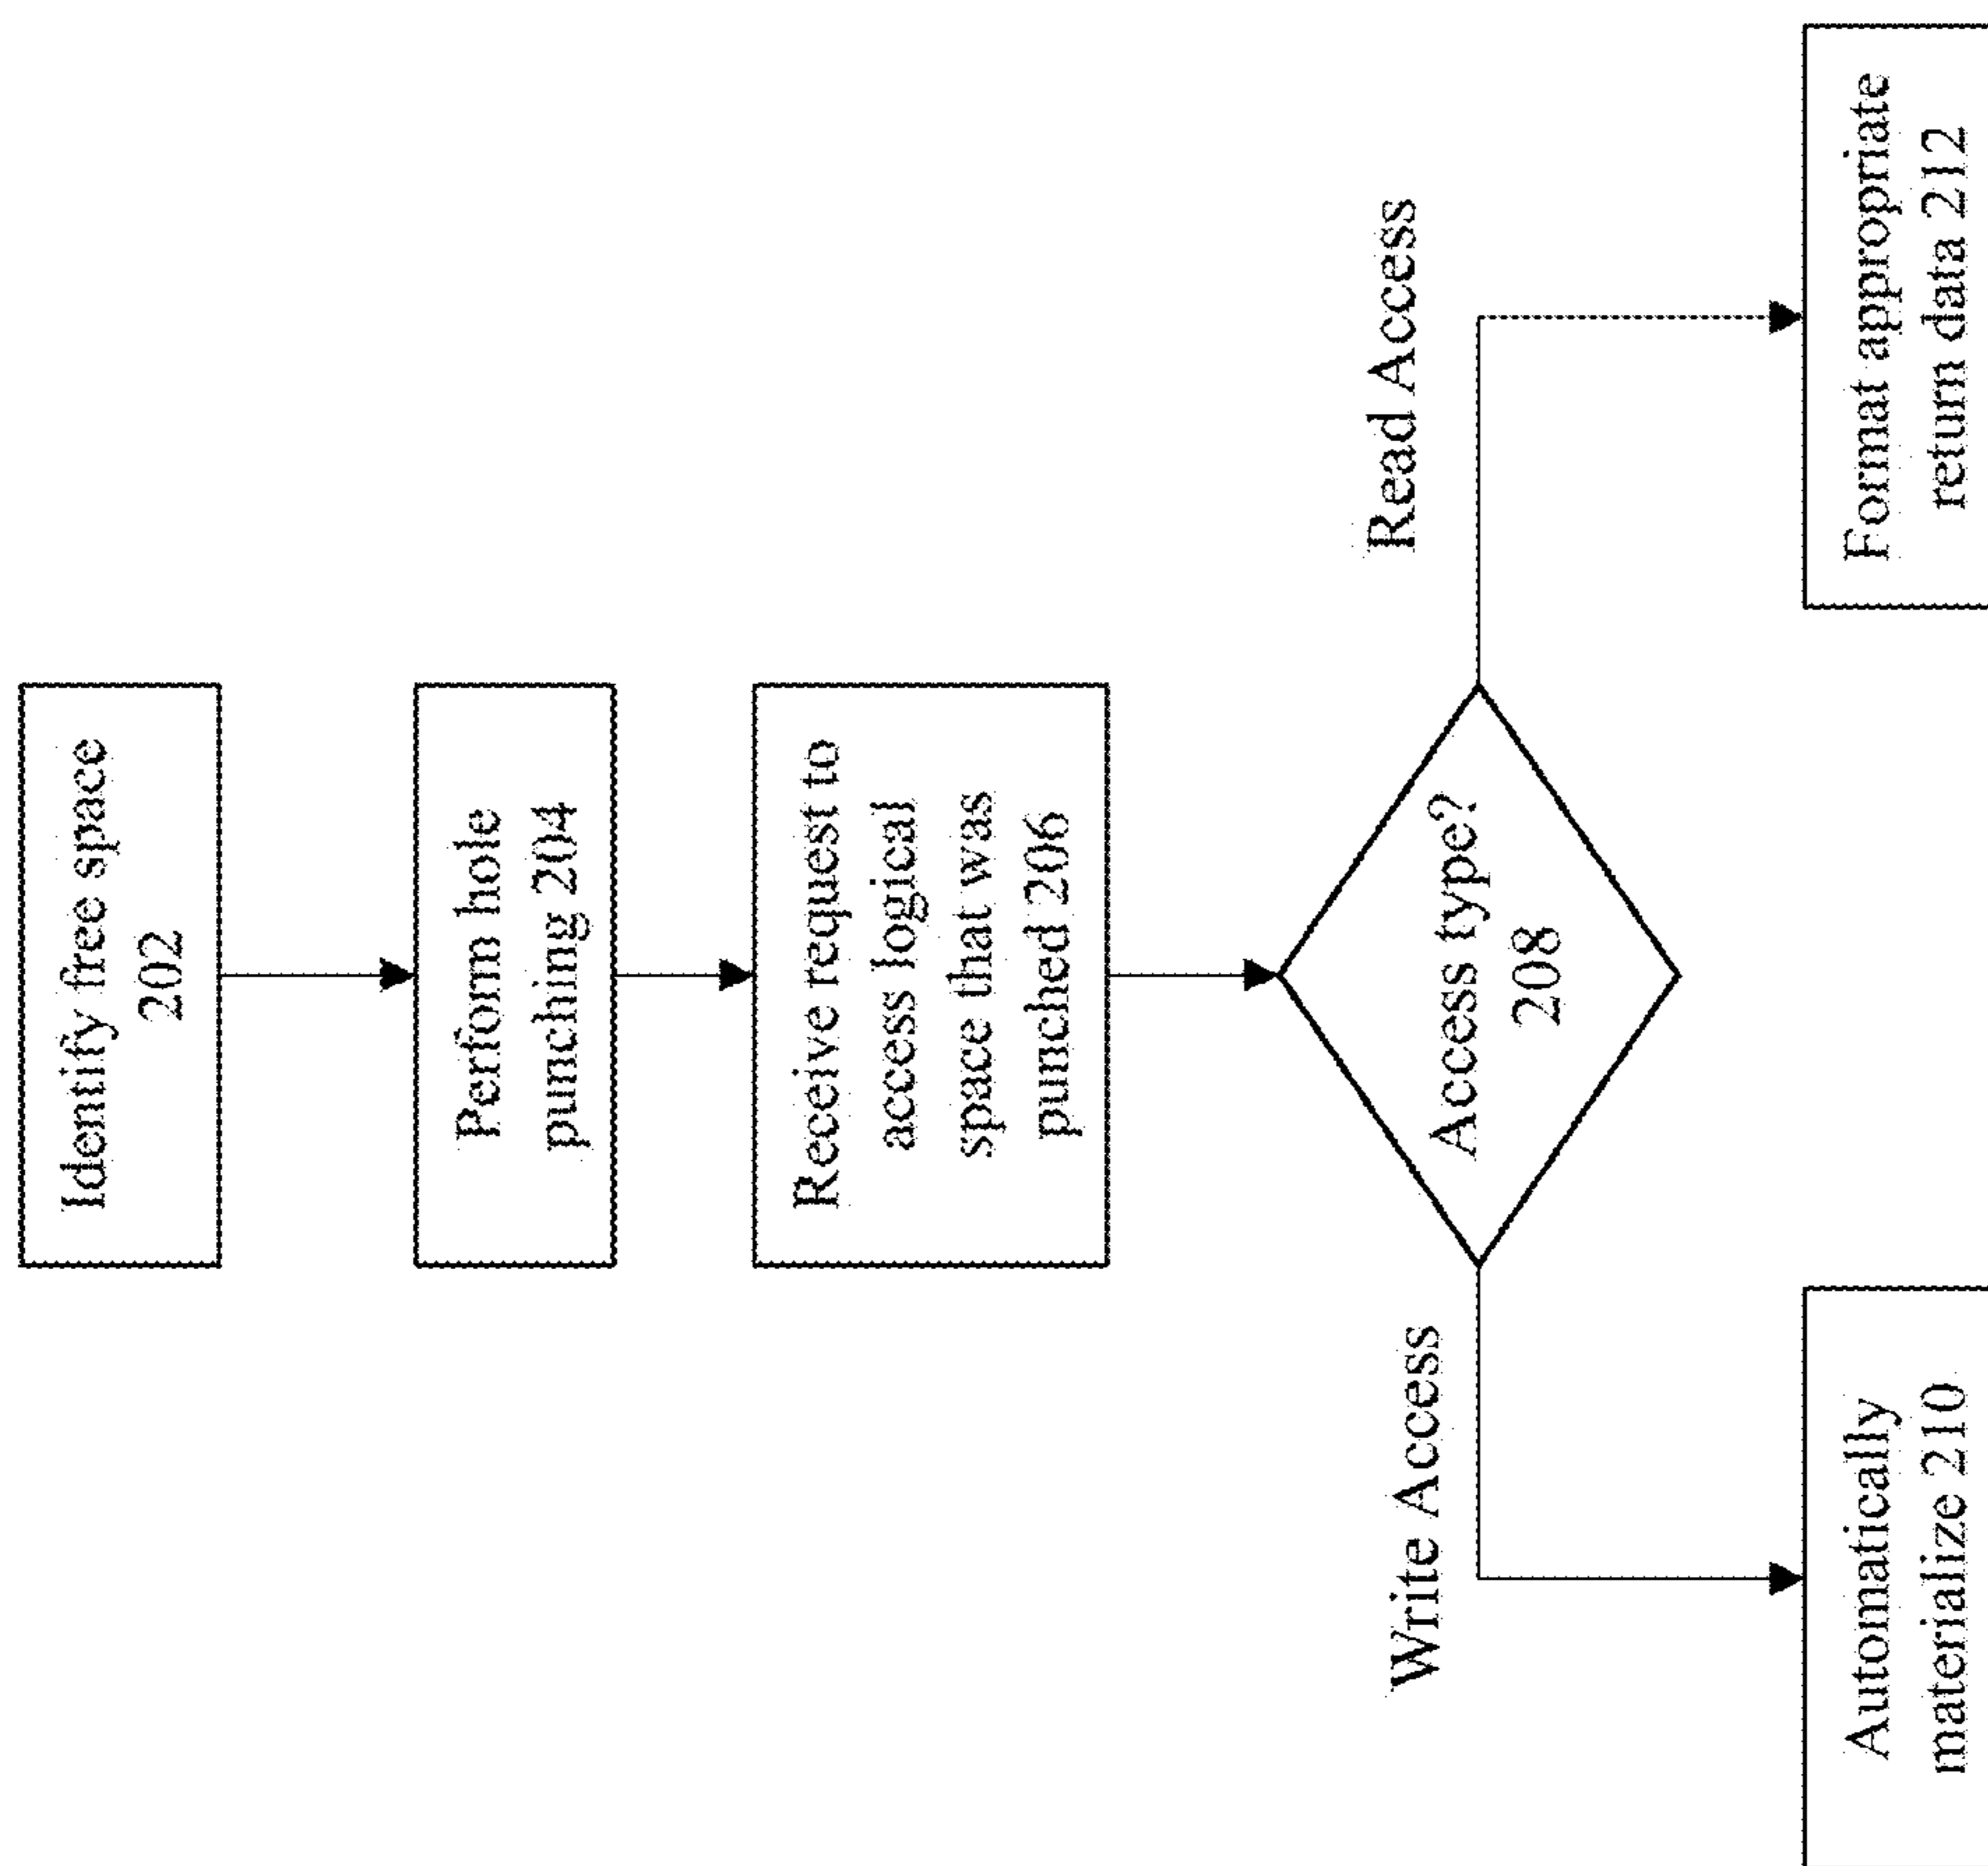 Identify free space
202
Perform hole
punching 204
Receive request to
access logical
space that was
punched 206
Access type?
208
Write Access
Read Access
Automatically
materialize 210
Format appropriate
return data 212